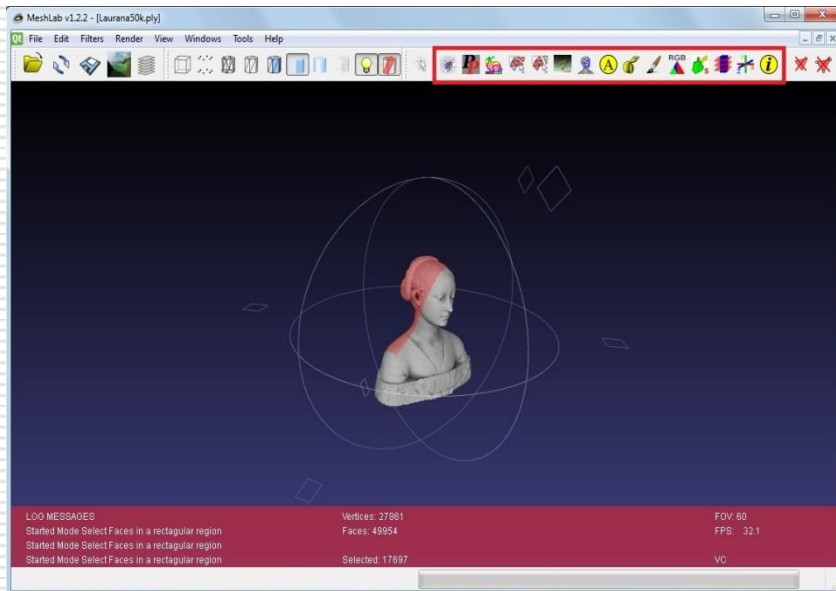 MeshLab v1.2.2 - [Laurana50k.ply]
Qt File Edit Filters Render View Windows Tools Help
A RGB s i
LOG MESSAGES Vertices: 27861 FOV: 60
Started Mode Select Faces in a rectagular region Faces: 49954 FPS: 32.1
Started Mode Select Faces in a rectagular region
Started Mode Select Faces in a rectagular region Selected: 17697 VC